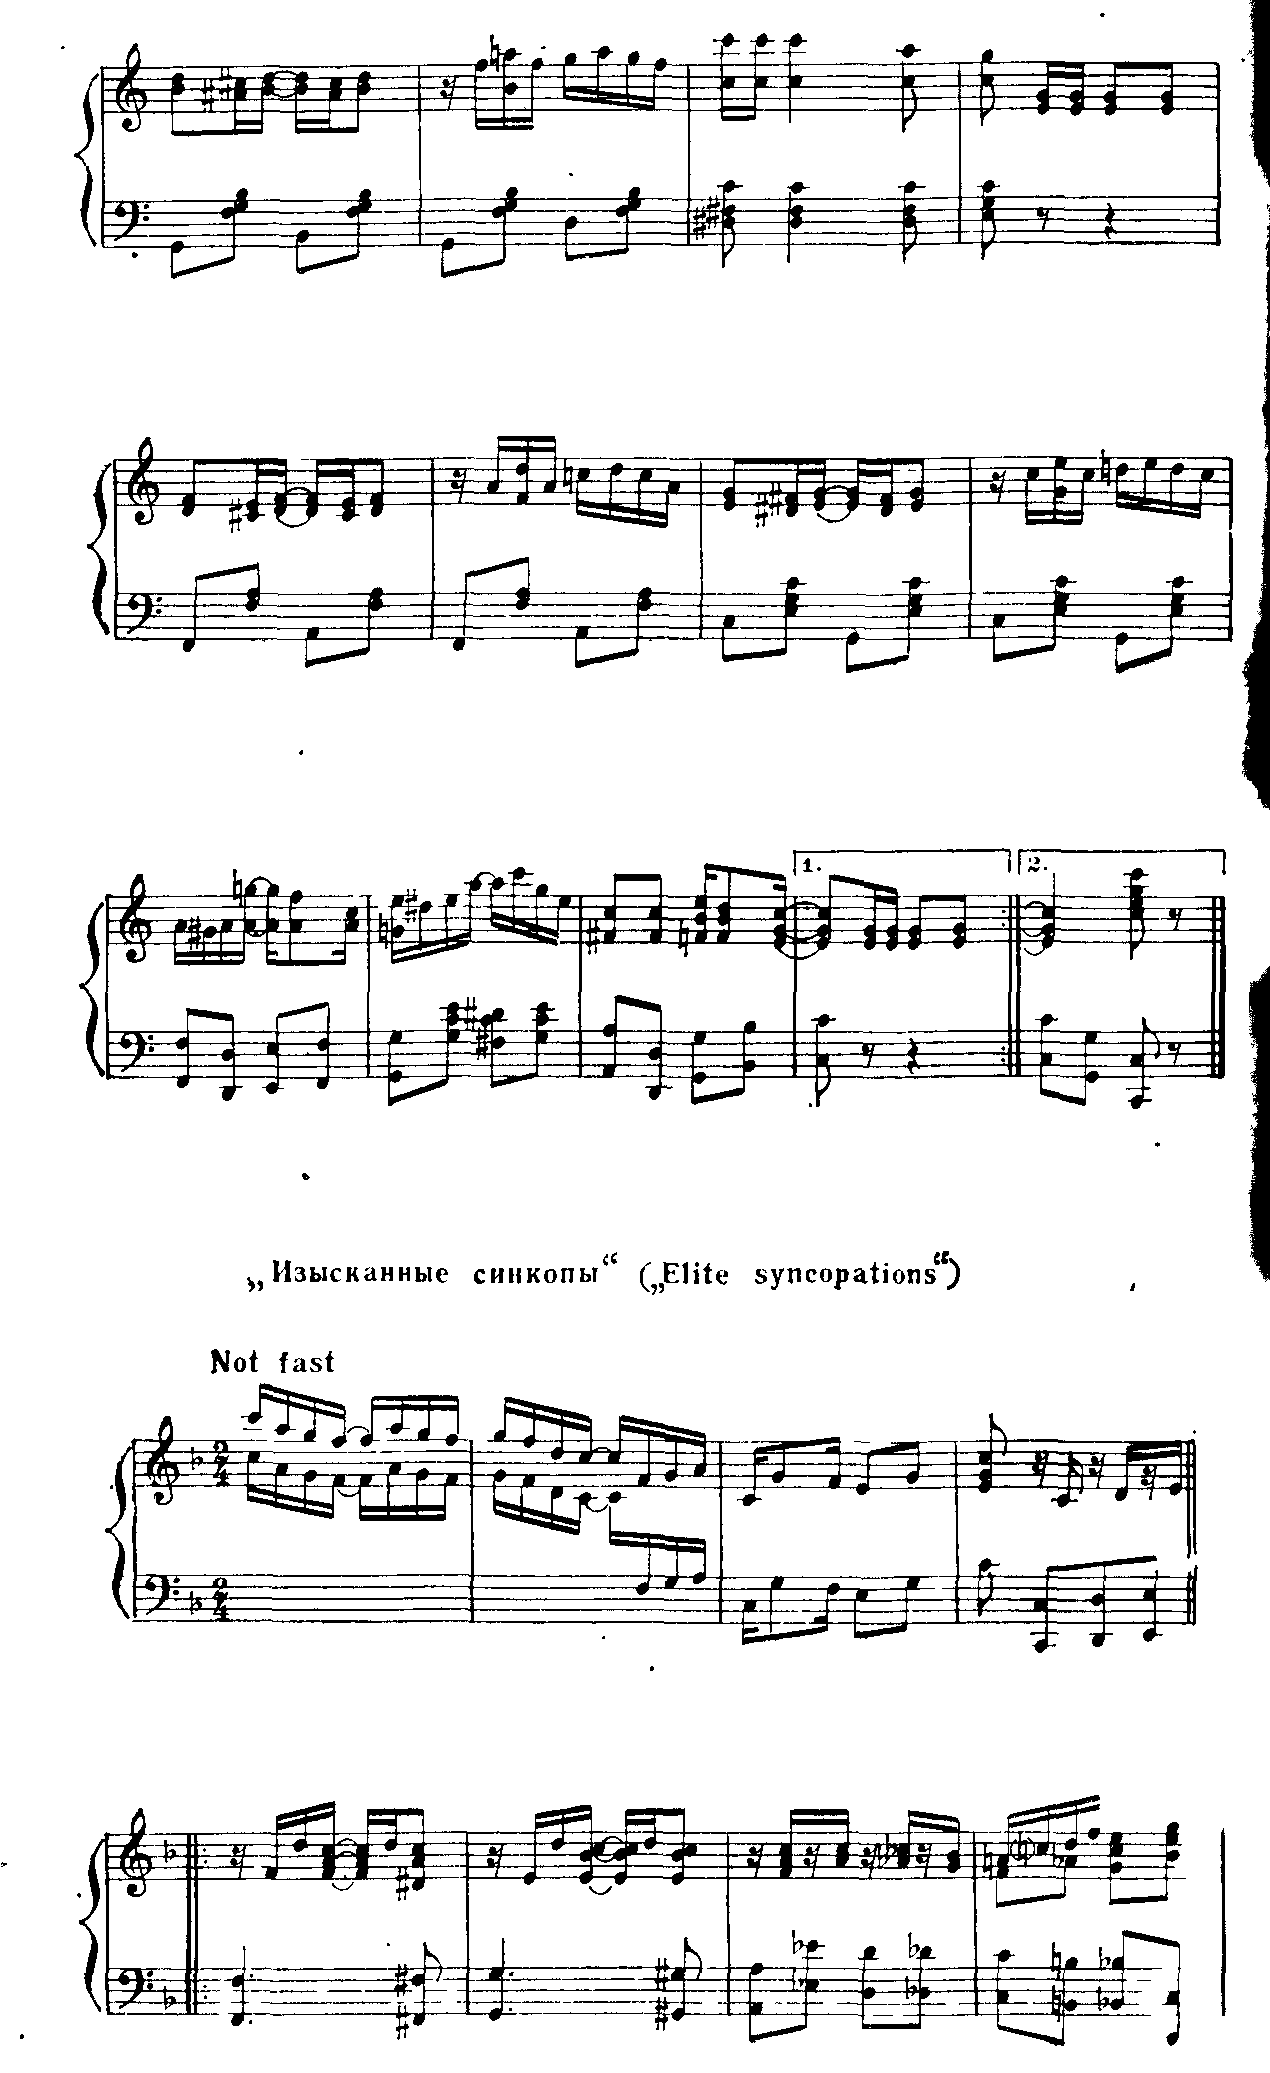 1.
2.
„Изысканные синкопы“ („Elite syncopations“)
Not fast